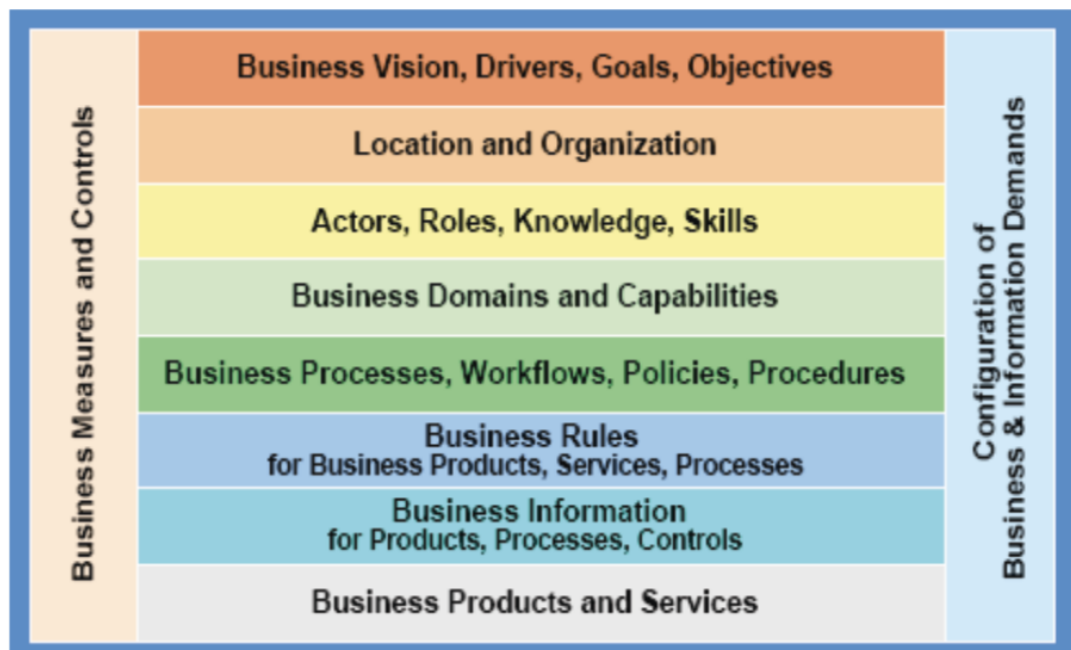 Business Measures and Controls
Business Vision, Drivers, Goals, Objectives
Location and Organization
Actors, Roles, Knowledge, Skills
Business Domains and Capabilities
Business Processes, Workflows, Policies, Procedures
Business Rules
for Business Products, Services, Processes
Business Information
for Products, Processes, Controls
Business Products and Services
Configuration of
Business & Information Demands